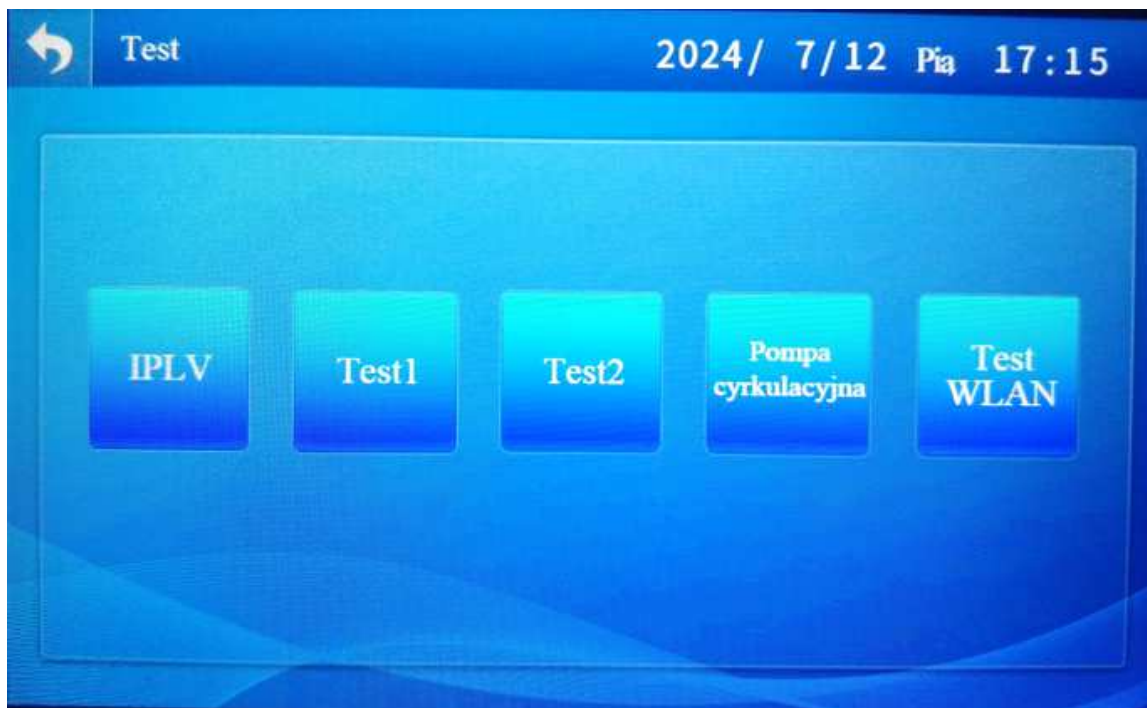 Test 2024/ 7/12 Pią 17:15
IPLV
Test1
Test2
Pompa
cyrkulacyjna
Test
WLAN